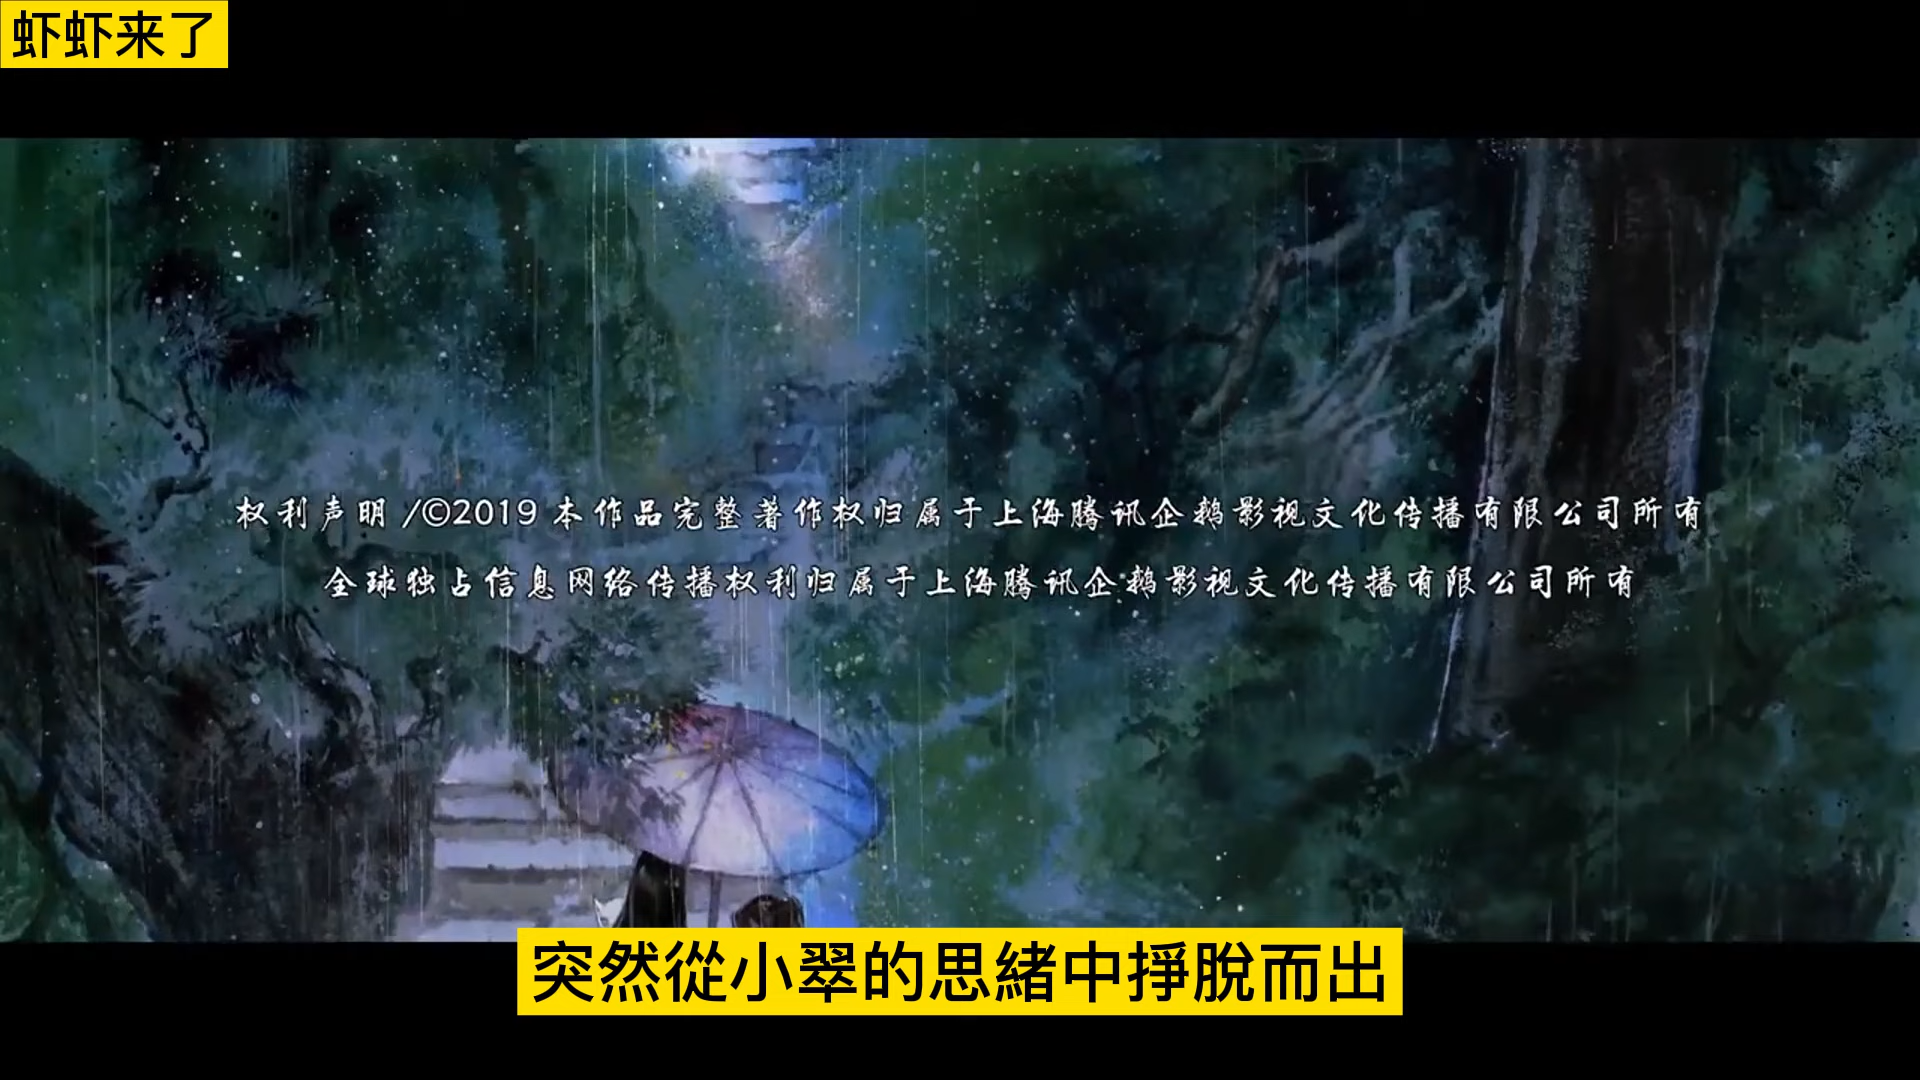 虾虾来了
权利声明/©2019本作品完整著作权归属于上海腾讯企鹅影视文化传播有限公司所有
全球独占信息网络传播权利归属于上海腾讯企鹅影视文化传播有限公司所有
突然從小翠的思緒中掙脫而出